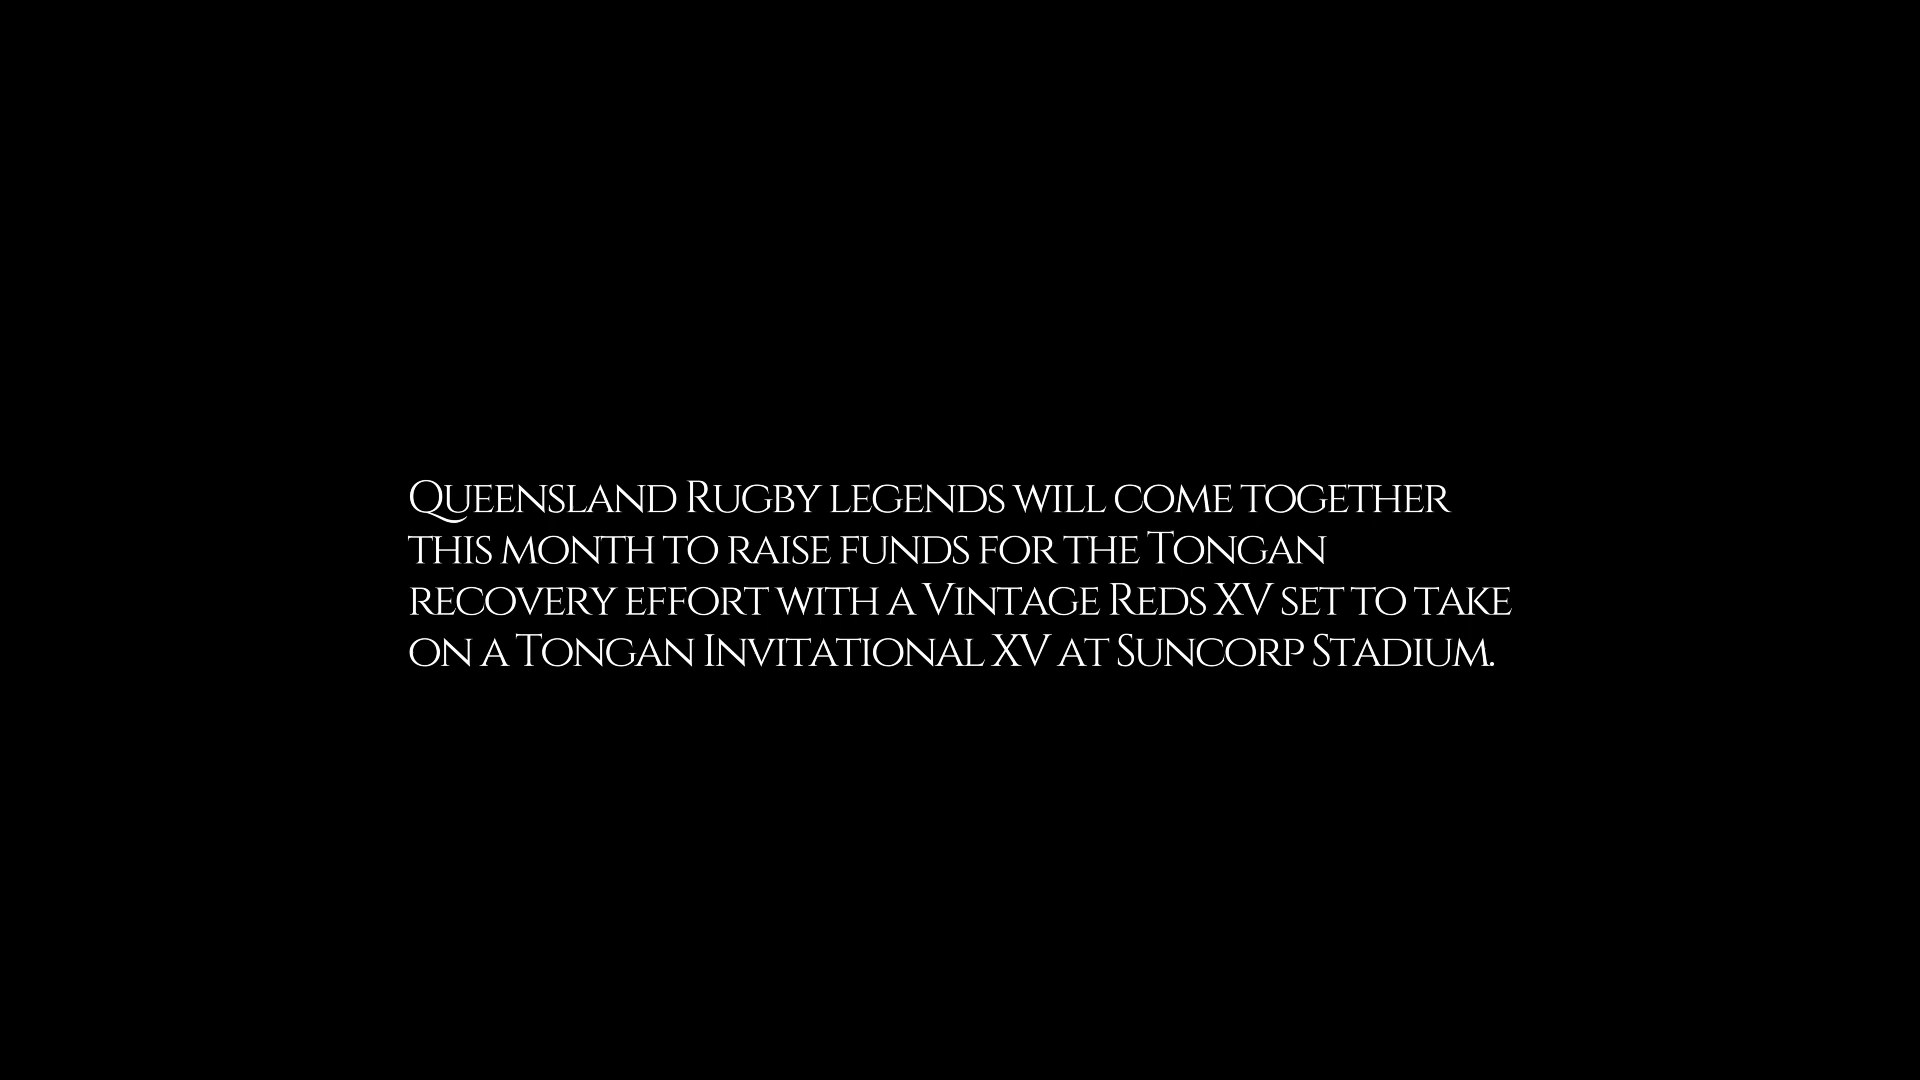 Queensland Rugby legends will come together
this month to raise funds for the Tongan
recovery effort with a Vintage Reds XV set to take
on a Tongan Invitational XV at Suncorp Stadium.